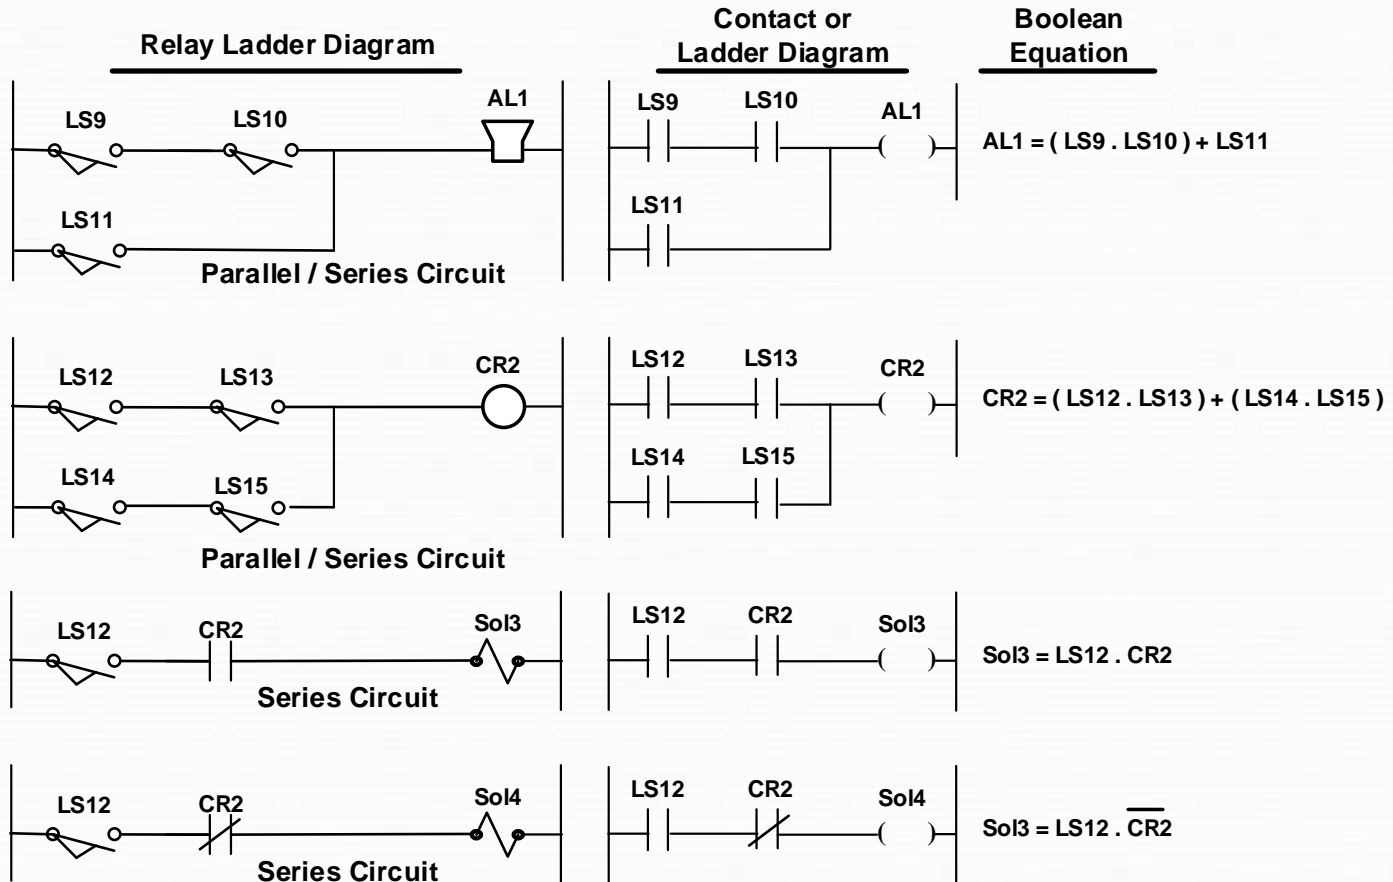 Relay Ladder Diagram
Contact or
Ladder Diagram
Boolean
Equation
LS9
LS10
AL1
LS11
Parallel / Series Circuit
LS9
LS10
AL1
LS11
AL1 = ( LS9 . LS10 ) + LS11
LS12
LS13
CR2
LS14
LS15
Parallel / Series Circuit
LS12
LS13
CR2
LS14
LS15
CR2 = ( LS12 . LS13 ) + ( LS14 . LS15 )
LS12
CR2
Sol3
Series Circuit
LS12
CR2
Sol3
Sol3 = LS12 . CR2
LS12
CR2
Sol4
Series Circuit
LS12
CR2
Sol4
Sol3 = LS12 . C̅R̅2̅